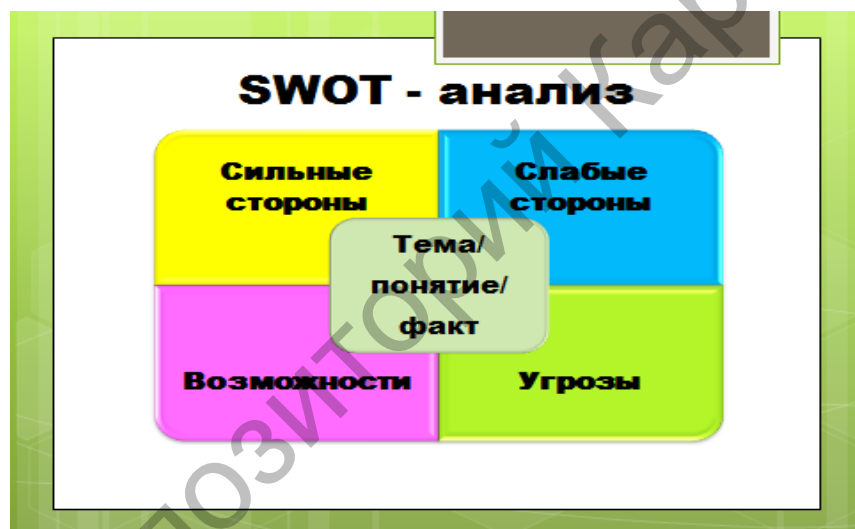 SWOT - анализ
Сильные
стороны
Слабые
стороны
Тема/
понятие/
факт
Возможности
Угрозы